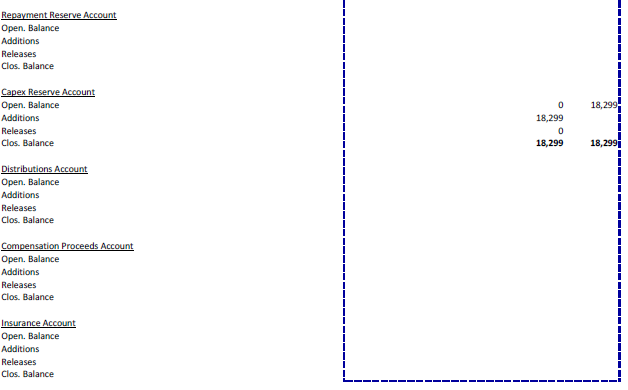 Repayment Reserve Account
Open. Balance
Additions
Releases
Clos. Balance
Capex Reserve Account
Open. Balance 0 18,299
Additions 18,299
Releases 0
Clos. Balance 18,299 18,299
Distributions Account
Open. Balance
Additions
Releases
Clos. Balance
Compensation Proceeds Account
Open. Balance
Additions
Releases
Clos. Balance
Insurance Account
Open. Balance
Additions
Releases
Clos. Balance